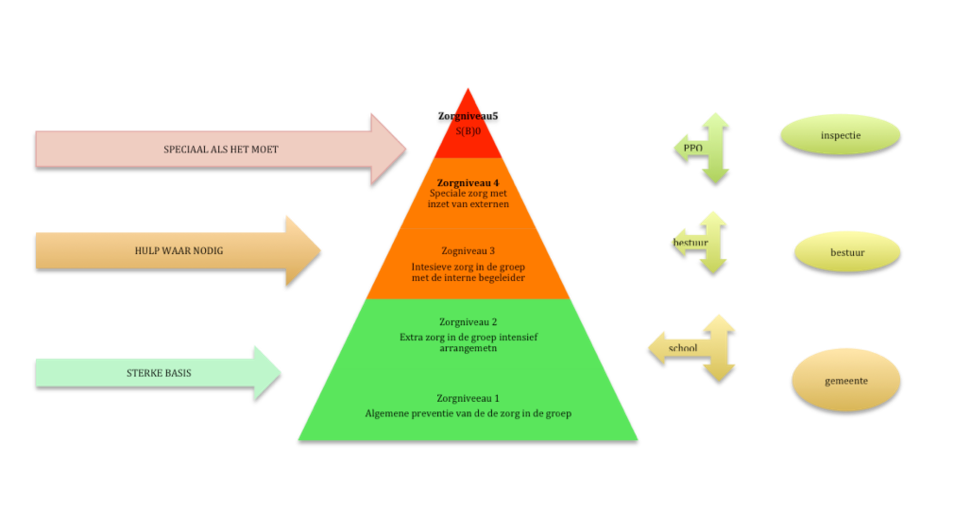 Zorgniveau5
S(B)0
SPECIAAL ALS HET MOET
PPO
inspectie
Zorgniveau 4
Speciale zorg met
inzet van externen
HULP WAAR NODIG
Zogniveau 3
Intesieve zorg in de groep
met de interne begeleider
bestuur
bestuur
Zorgniveau 2
Extra zorg in de groep intensief
arrangemetn
school
STERKE BASIS
gemeente
Zorgniveeau 1
Algemene preventie van de de zorg in de groep